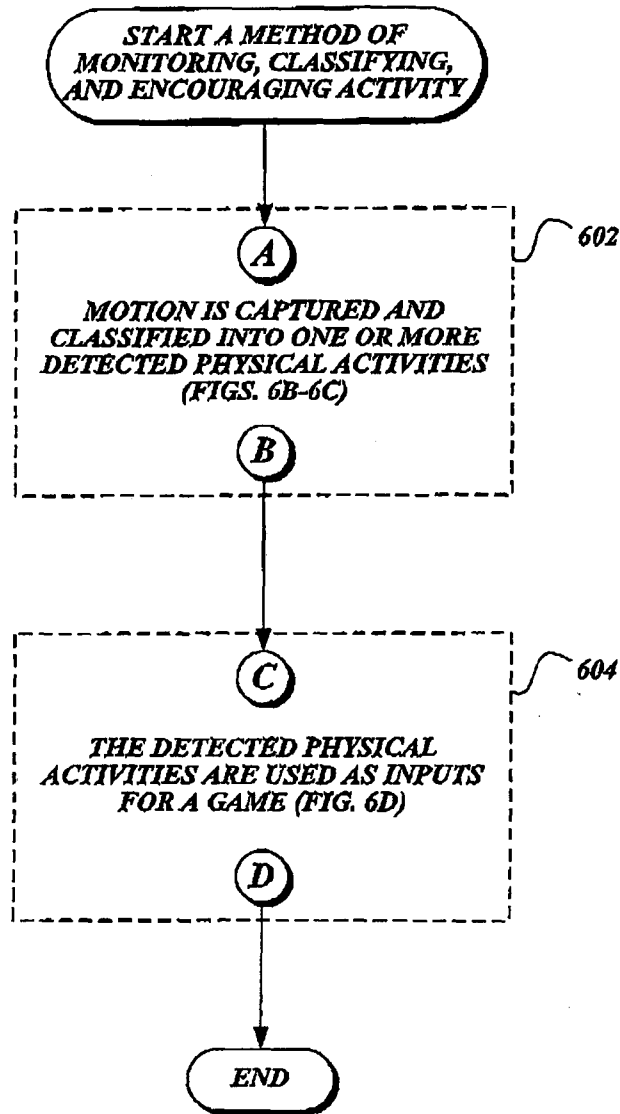 START A METHOD OF
MONITORING, CLASSIFYING,
AND ENCOURAGING ACTIVITY
602
A
MOTION IS CAPTURED AND
CLASSIFIED INTO ONE OR MORE
DETECTED PHYSICAL ACTIVITIES
(FIGS. 6B-6C)
B
604
C
THE DETECTED PHYSICAL
ACTIVITIES ARE USED AS INPUTS
FOR A GAME (FIG. 6D)
D
END